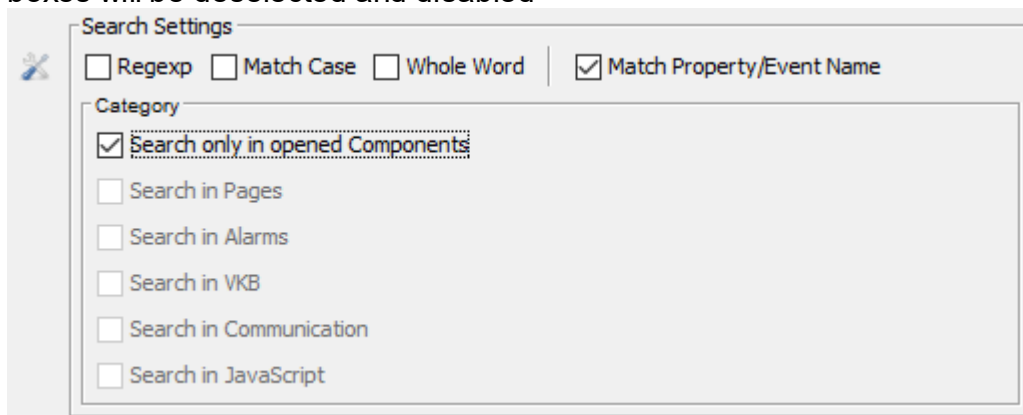 boxes will be deselected and disabled
Search Settings
Regexp Match Case Whole Word Match Property/Event Name
Category
Search only in opened Components
Search in Pages
Search in Alarms
Search in VKB
Search in Communication
Search in JavaScript